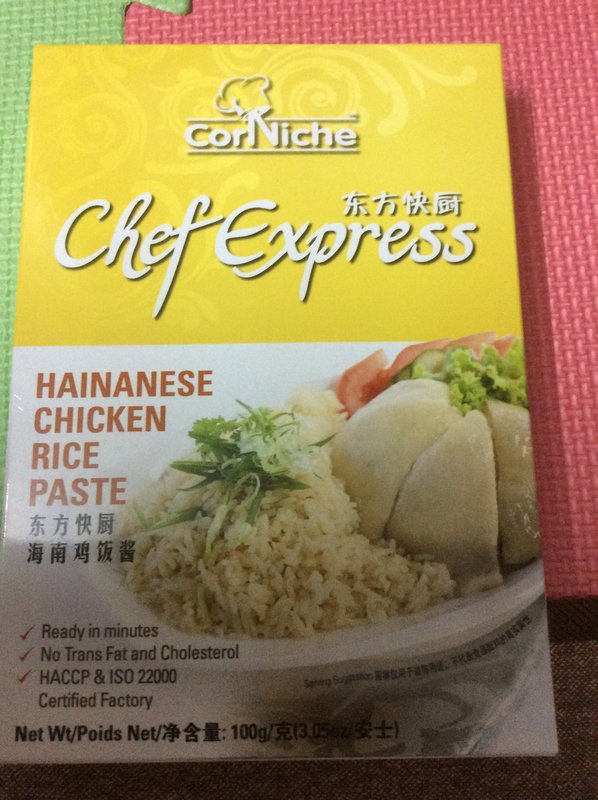 CorNiche
东方快厨
Chef Express
HAINANESE
CHICKEN
RICE
PASTE
东方快厨
海南鸡饭酱
✓ Ready in minutes
✓ No Trans Fat and Cholesterol
✓ HACCP & ISO 22000
Certified Factory
Serving Suggestion
Net Wt/Poids Net/净含量: 100g/克(3.05oz/安士)